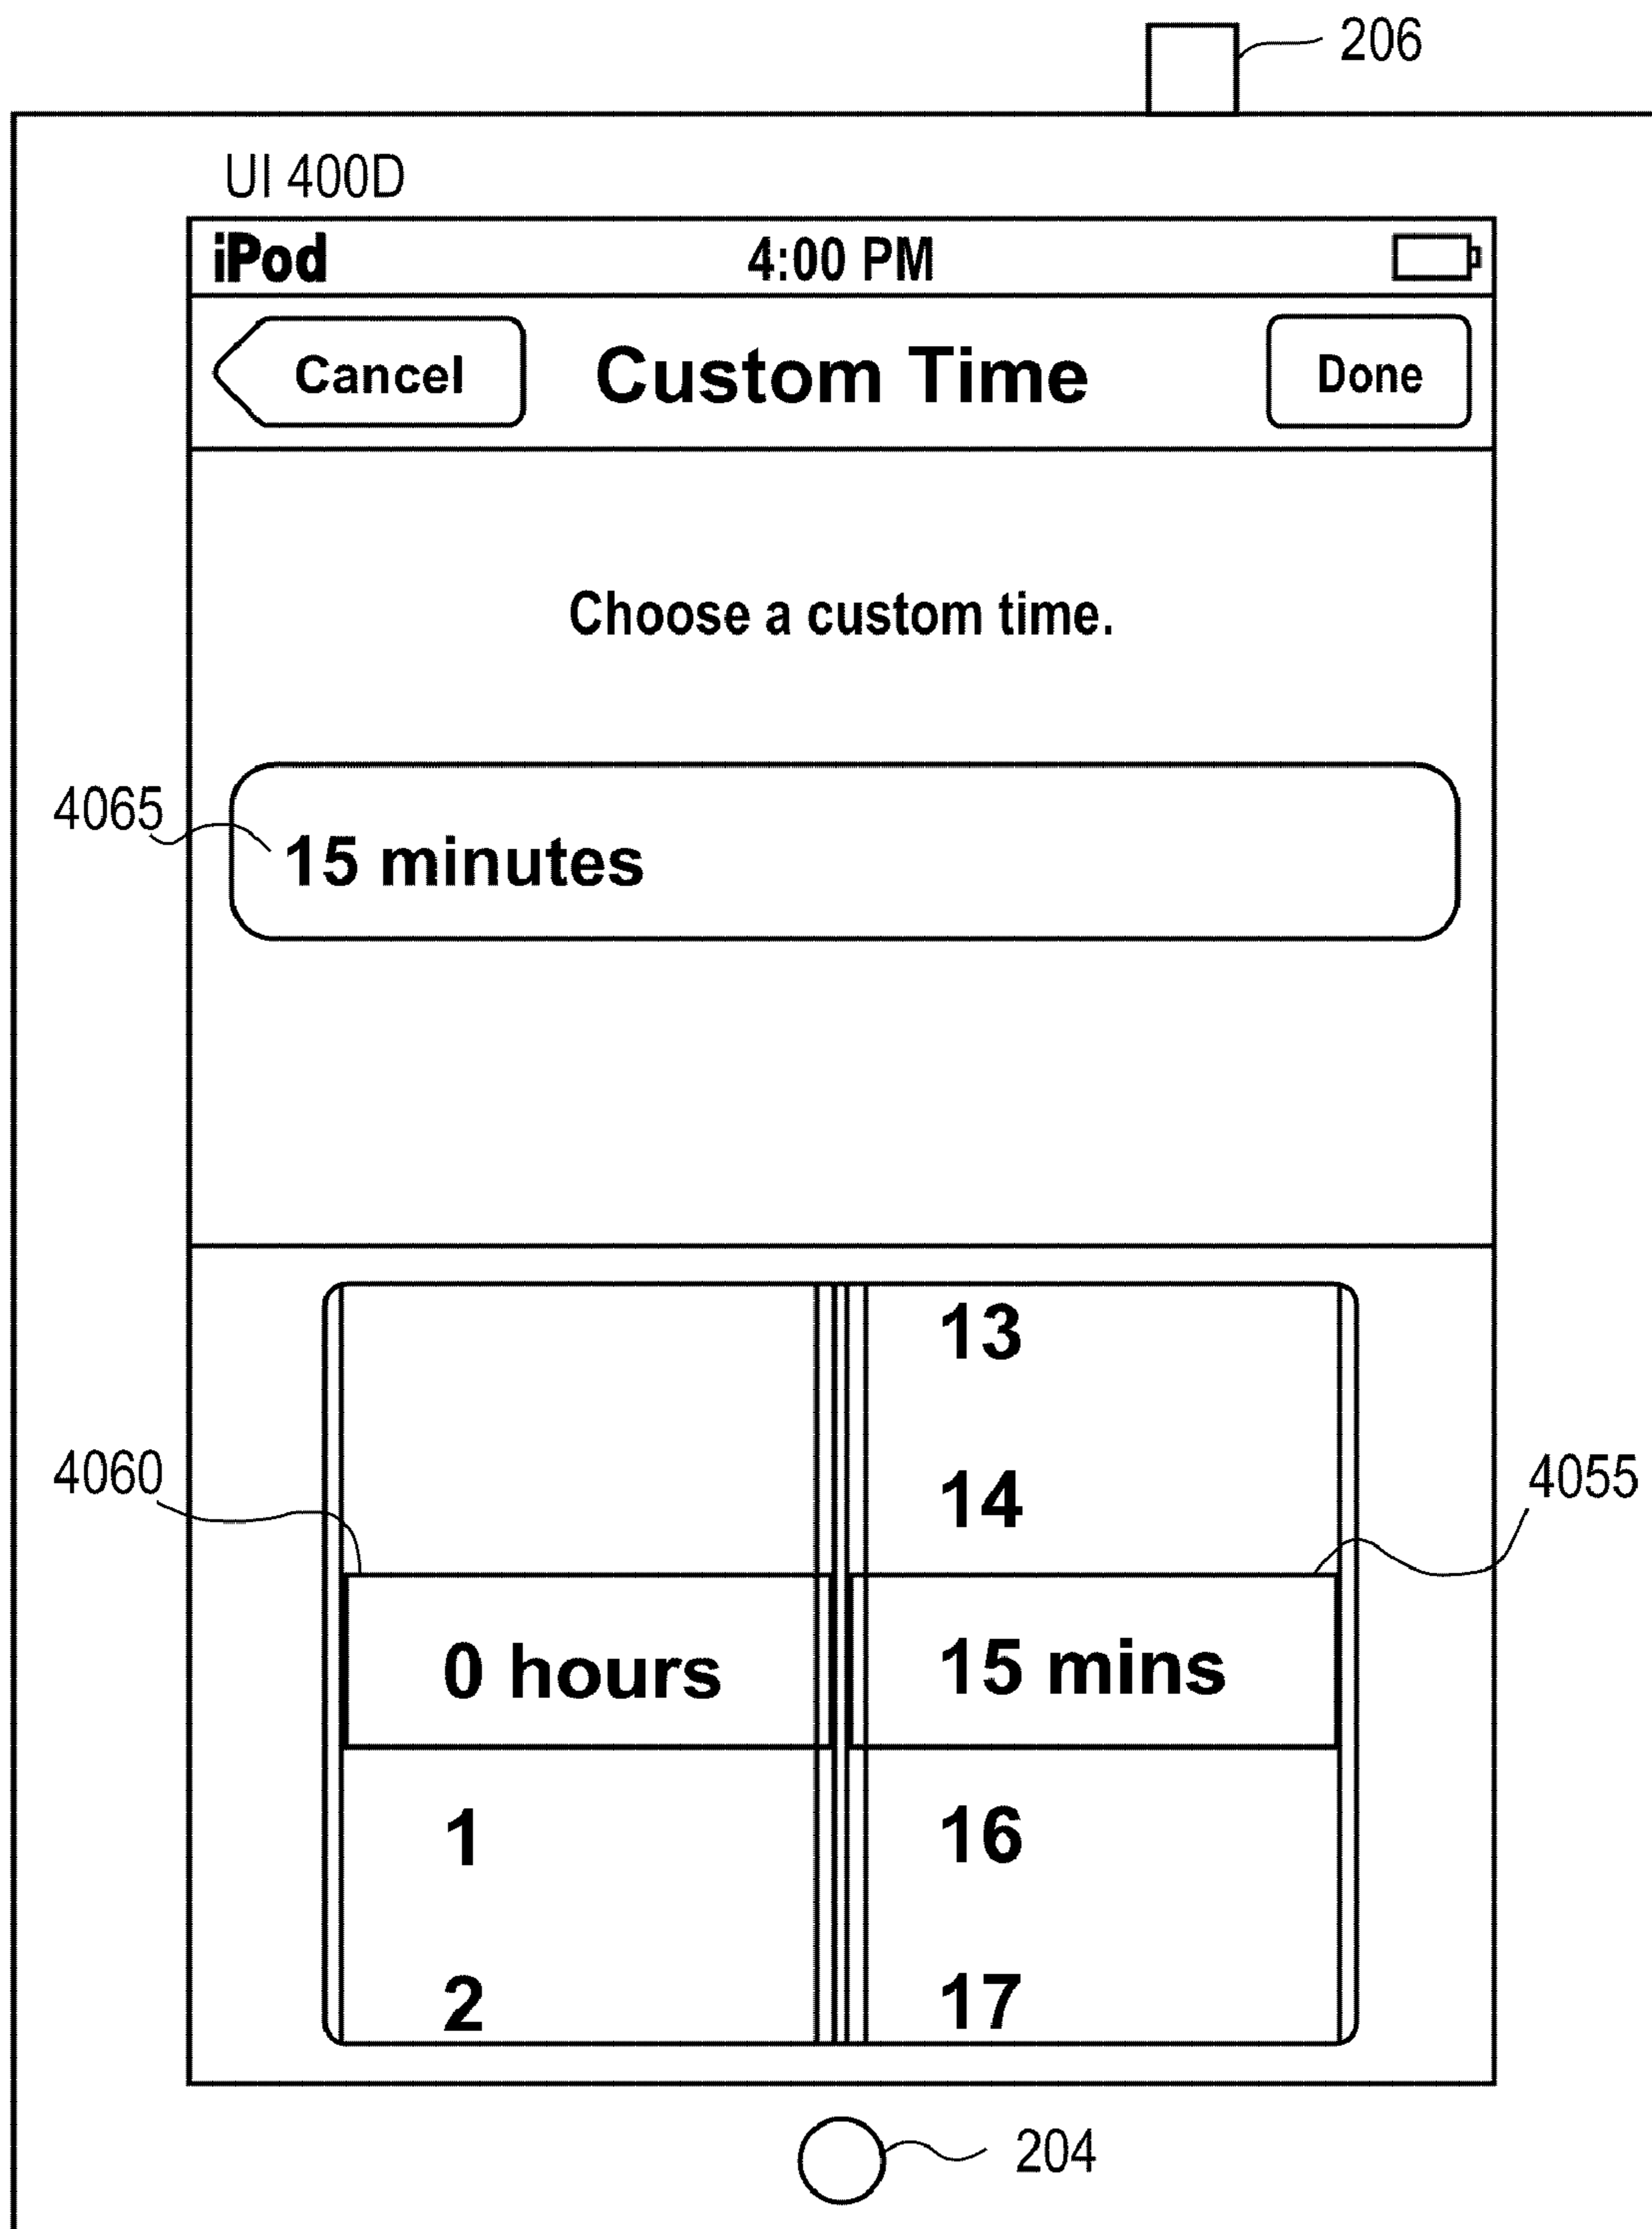 206
UI 400D
iPod 4:00 PM
Cancel Custom Time Done
Choose a custom time.
4065
15 minutes
13
4060 14 4055
0 hours 15 mins
1 16
2 17
204